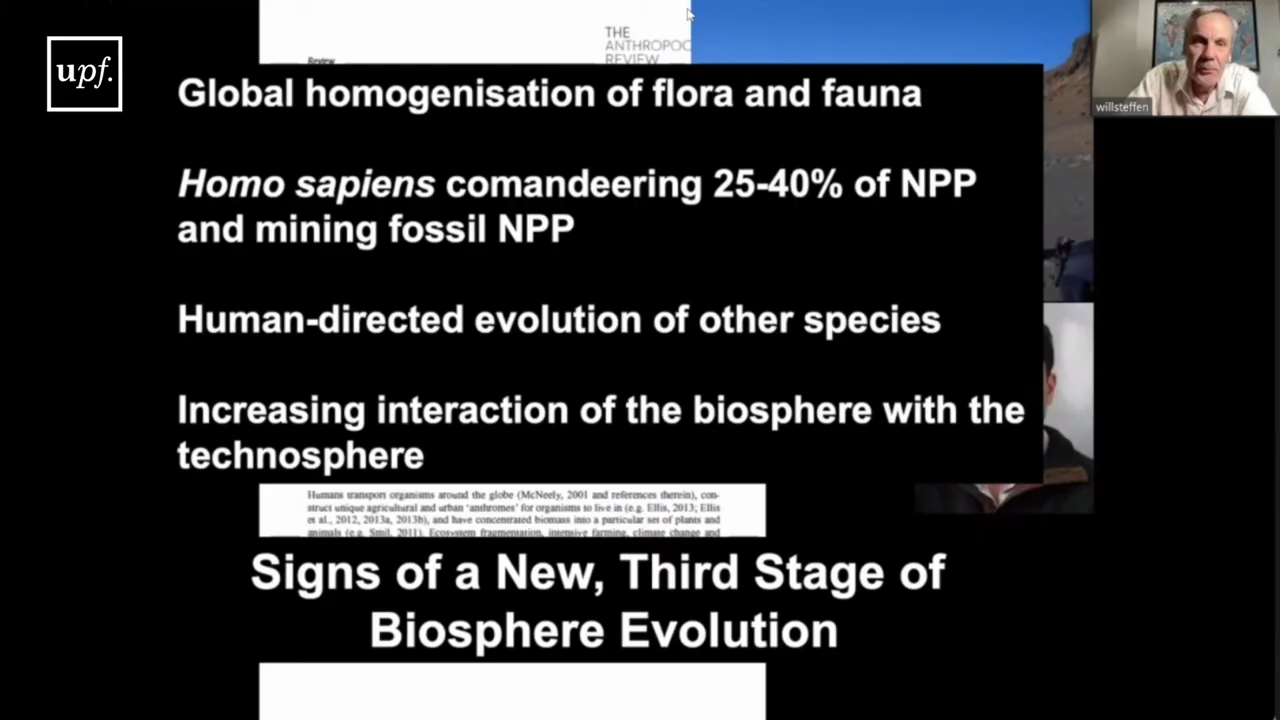 upf.
THE
ANTHROPOC
REVIEW
Review
willsteffen
Global homogenisation of flora and fauna
Homo sapiens comandeering 25-40% of NPP
and mining fossil NPP
Human-directed evolution of other species
Increasing interaction of the biosphere with the
technosphere
Humans transport organisms around the globe (McNeely, 2001 and references therein), con-
struct unique agricultural and urban ‘anthromes’ for organisms to live in (e.g. Ellis, 2013; Ellis
et al., 2012, 2013a, 2013b), and have concentrated biomass into a particular set of plants and
animals (e.g. Smil, 2011). Ecosystem fragmentation, intensive farming, climate change and
Signs of a New, Third Stage of
Biosphere Evolution